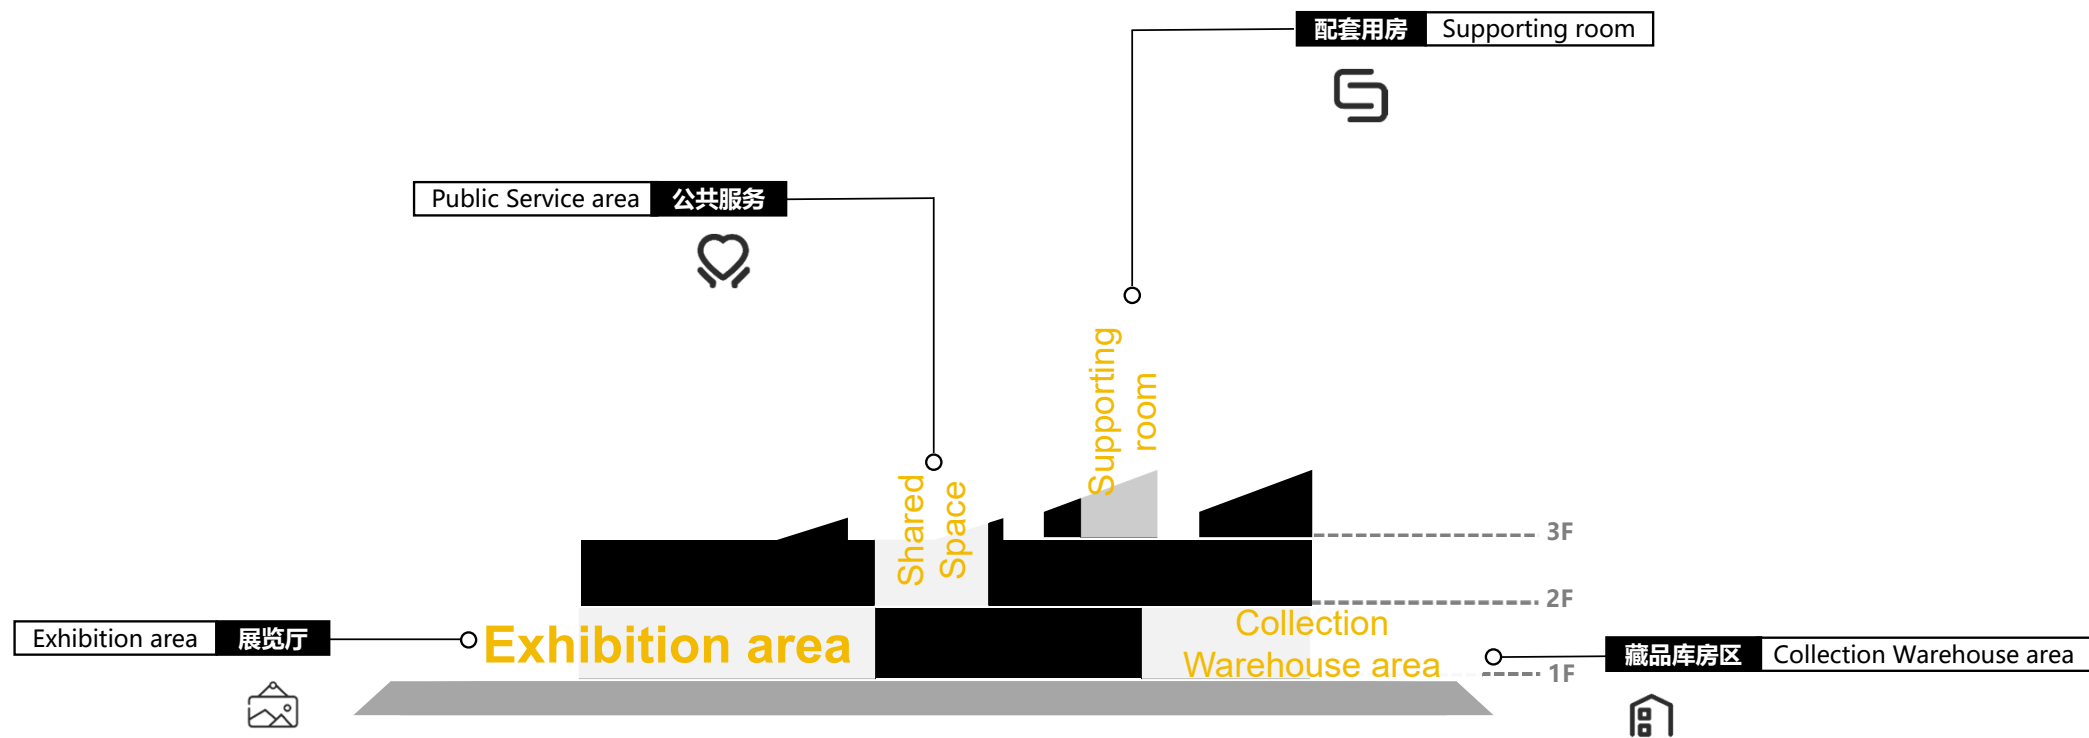 配套用房 Supporting room
Public Service area 公共服务
Supporting
room
Shared
Space
3F
2F
Exhibition area 展览厅
Exhibition area
Collection
Warehouse area
藏品库房区 Collection Warehouse area
1F